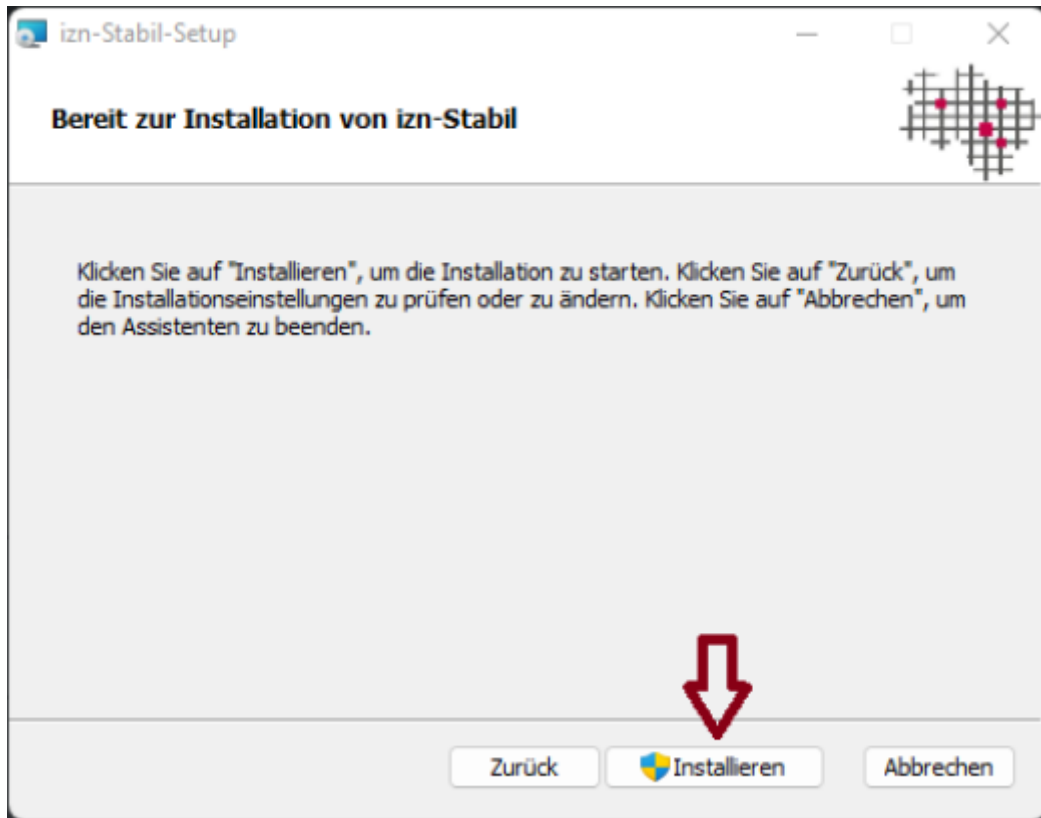 izn-Stabil-Setup
Bereit zur Installation von izn-Stabil
Klicken Sie auf "Installieren", um die Installation zu starten. Klicken Sie auf "Zurück", um
die Installationseinstellungen zu prüfen oder zu ändern. Klicken Sie auf "Abbrechen", um
den Assistenten zu beenden.
Zurück Installieren Abbrechen